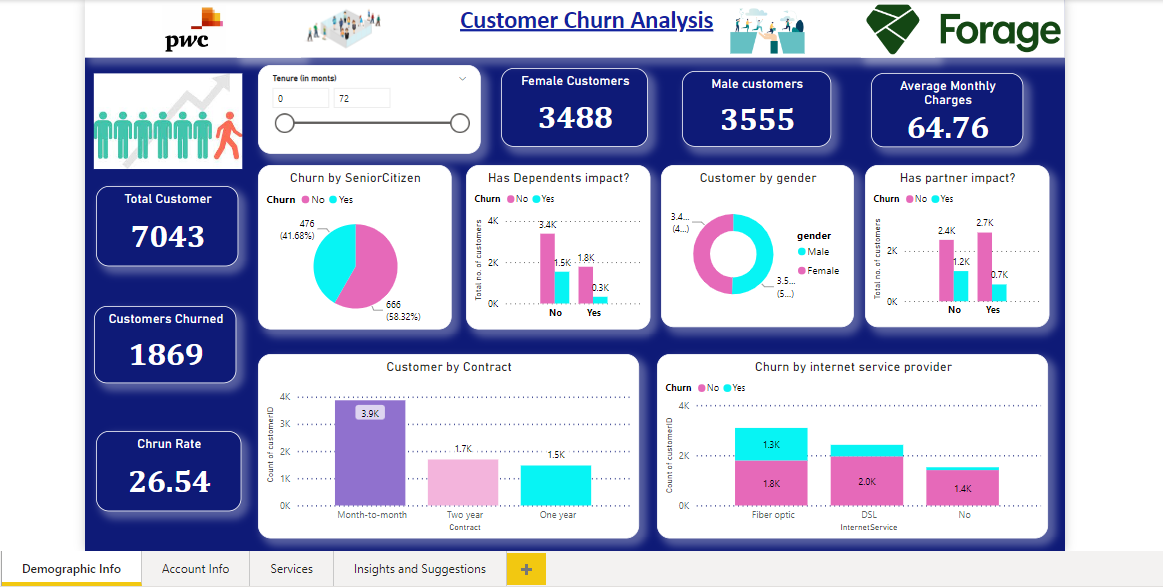 pwc
Customer Churn Analysis
Forage
Tenure (in monts)
0
72
Female Customers
3488
Male customers
3555
Average Monthly
Charges
64.76
Total Customer
7043
Customers Churned
1869
Chrun Rate
26.54
Churn by SeniorCitizen
Churn No Yes
476
(41.68%)
666
(58.32%)
Has Dependents impact?
Churn No Yes
Total no. of customers
4K
2K
0K
3.4K
1.5K
1.8K
0.3K
No
Yes
Customer by gender
3.4...
(4...)
3.5...
(5...)
gender
Male
Female
Has partner impact?
Churn No Yes
Total no. of customers
2K
0K
2.4K
1.2K
2.7K
0.7K
No
Yes
Customer by Contract
Count of customerID
4K
3K
2K
1K
0K
3.9K
1.7K
1.5K
Month-to-month
Two year
One year
Contract
Churn by internet service provider
Churn No Yes
Count of customerID
4K
2K
0K
1.3K
1.8K
2.0K
1.4K
Fiber optic
DSL
No
InternetService
Demographic Info
Account Info
Services
Insights and Suggestions
+